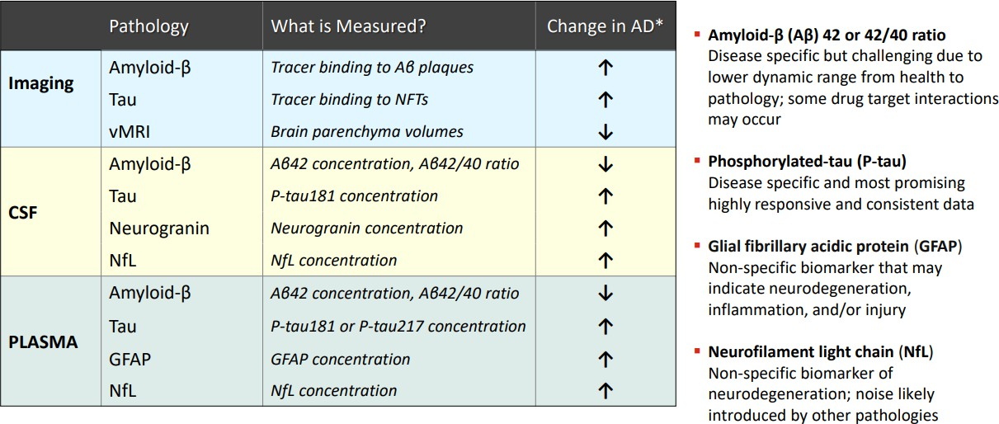 Pathology What is Measured? Change in AD*
Imaging
Amyloid-β Tracer binding to Aβ plaques ↑
Tau Tracer binding to NFTs ↑
vMRI Brain parenchyma volumes ↓
CSF
Amyloid-β Aβ42 concentration, Aβ42/40 ratio ↓
Tau P-tau181 concentration ↑
Neurogranin Neurogranin concentration ↑
NfL NfL concentration ↑
PLASMA
Amyloid-β Aβ42 concentration, Aβ42/40 ratio ↓
Tau P-tau181 or P-tau217 concentration ↑
GFAP GFAP concentration ↑
NfL NfL concentration ↑
▪ Amyloid-β (Aβ) 42 or 42/40 ratio
Disease specific but challenging due to
lower dynamic range from health to
pathology; some drug target interactions
may occur
▪ Phosphorylated-tau (P-tau)
Disease specific and most promising
highly responsive and consistent data
▪ Glial fibrillary acidic protein (GFAP)
Non-specific biomarker that may
indicate neurodegeneration,
inflammation, and/or injury
▪ Neurofilament light chain (NfL)
Non-specific biomarker of
neurodegeneration; noise likely
introduced by other pathologies